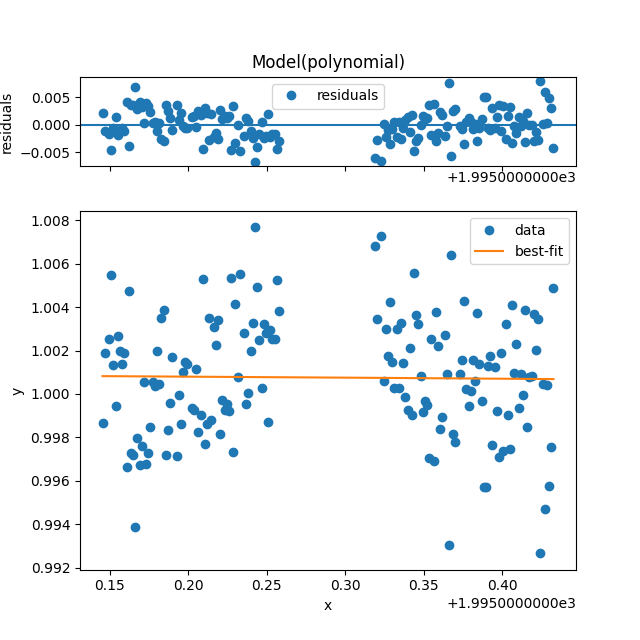 Model(polynomial)
residuals
0.005
0.000
−0.005
residuals
+1.9950000000e3
y
1.008
1.006
1.004
1.002
1.000
0.998
0.996
0.994
0.992
data
best-fit
0.15 0.20 0.25 0.30 0.35 0.40
x
+1.9950000000e3